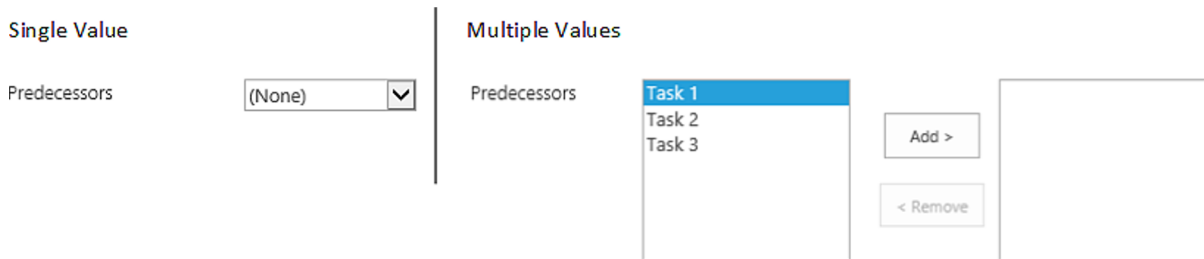 Single Value
Predecessors
(None)
Multiple Values
Predecessors
Task 1
Task 2
Task 3
Add >
< Remove